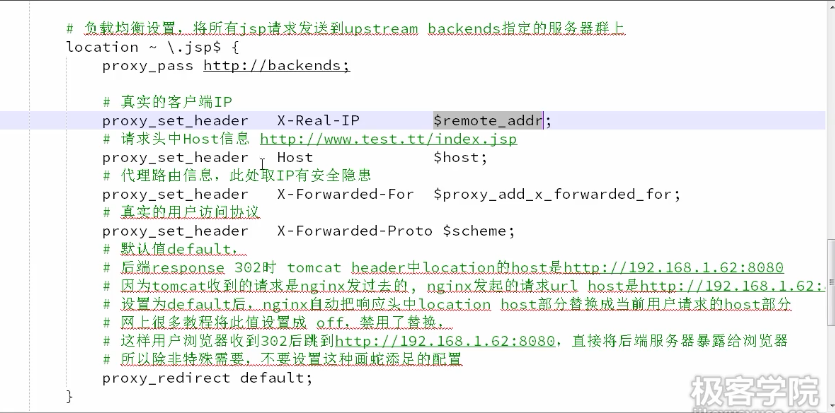 # 负载均衡设置，将所有jsp请求发送到upstream backends指定的服务器群上
location ~ \.jsp$ {
proxy_pass http://backends;
# 真实的客户端IP
proxy_set_header X-Real-IP $remote_addr;
# 请求头中Host信息 http://www.test.tt/index.jsp
proxy_set_header Host $host;
# 代理路由信息，此处取IP有安全隐患
proxy_set_header X-Forwarded-For $proxy_add_x_forwarded_for;
# 真实的用户访问协议
proxy_set_header X-Forwarded-Proto $scheme;
# 默认值default，
# 后端response 302时 tomcat header中location的host是http://192.168.1.62:8080
# 因为tomcat收到的请求是nginx发过去的, nginx发起的请求url host是http://192.168.1.62:
# 设置为default后，nginx自动把响应头中location host部分替换成当前用户请求的host部分
# 网上很多教程将此值设置成 off，禁用了替换，
# 这样用户浏览器收到302后跳到http://192.168.1.62:8080，直接将后端服务器暴露给浏览器
# 所以除非特殊需要，不要设置这种画蛇添足的配置
proxy_redirect default;
}
极客学院